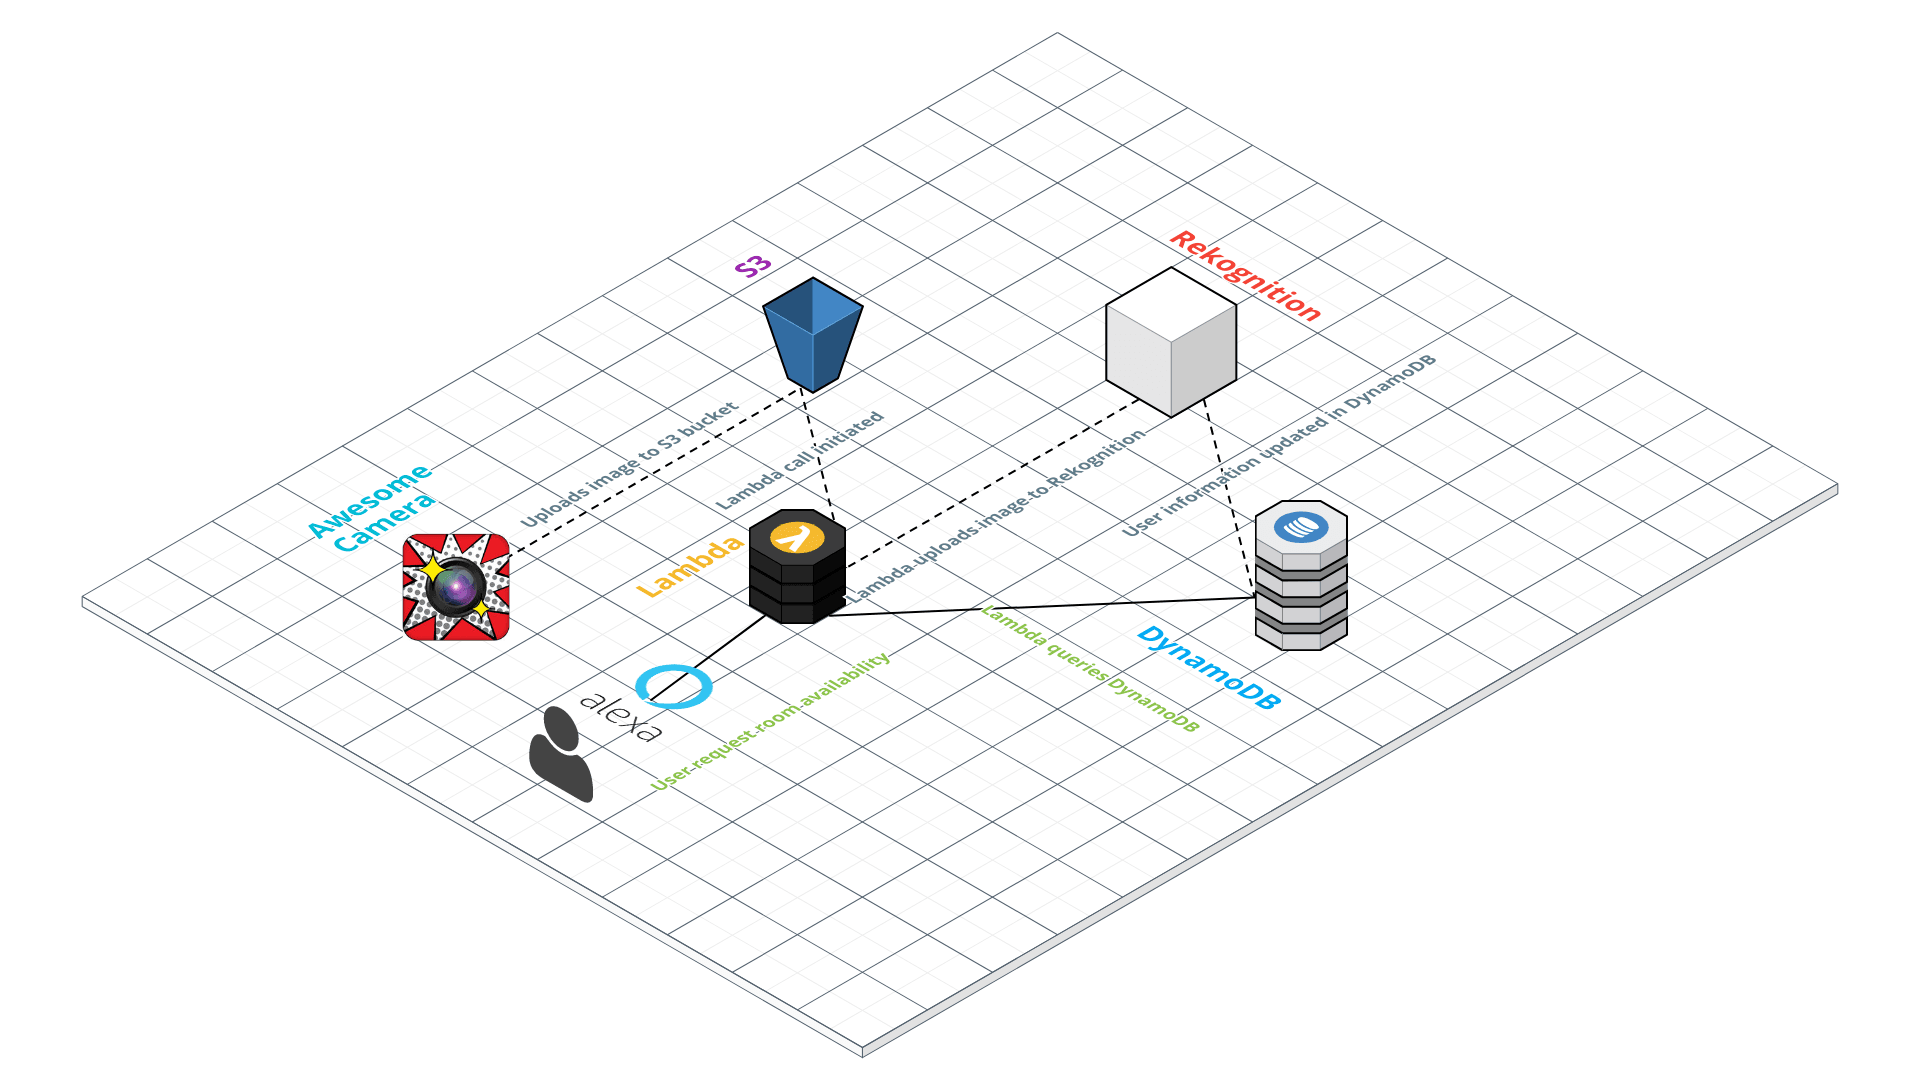 S3
Rekognition
Uploads image to S3 bucket
Lambda call initiated
User information updated in DynamoDB
Awesome
Camera
Lambda
Lambda uploads image to Rekognition
Lambda queries DynamoDB
DynamoDB
alexa
User request room availability